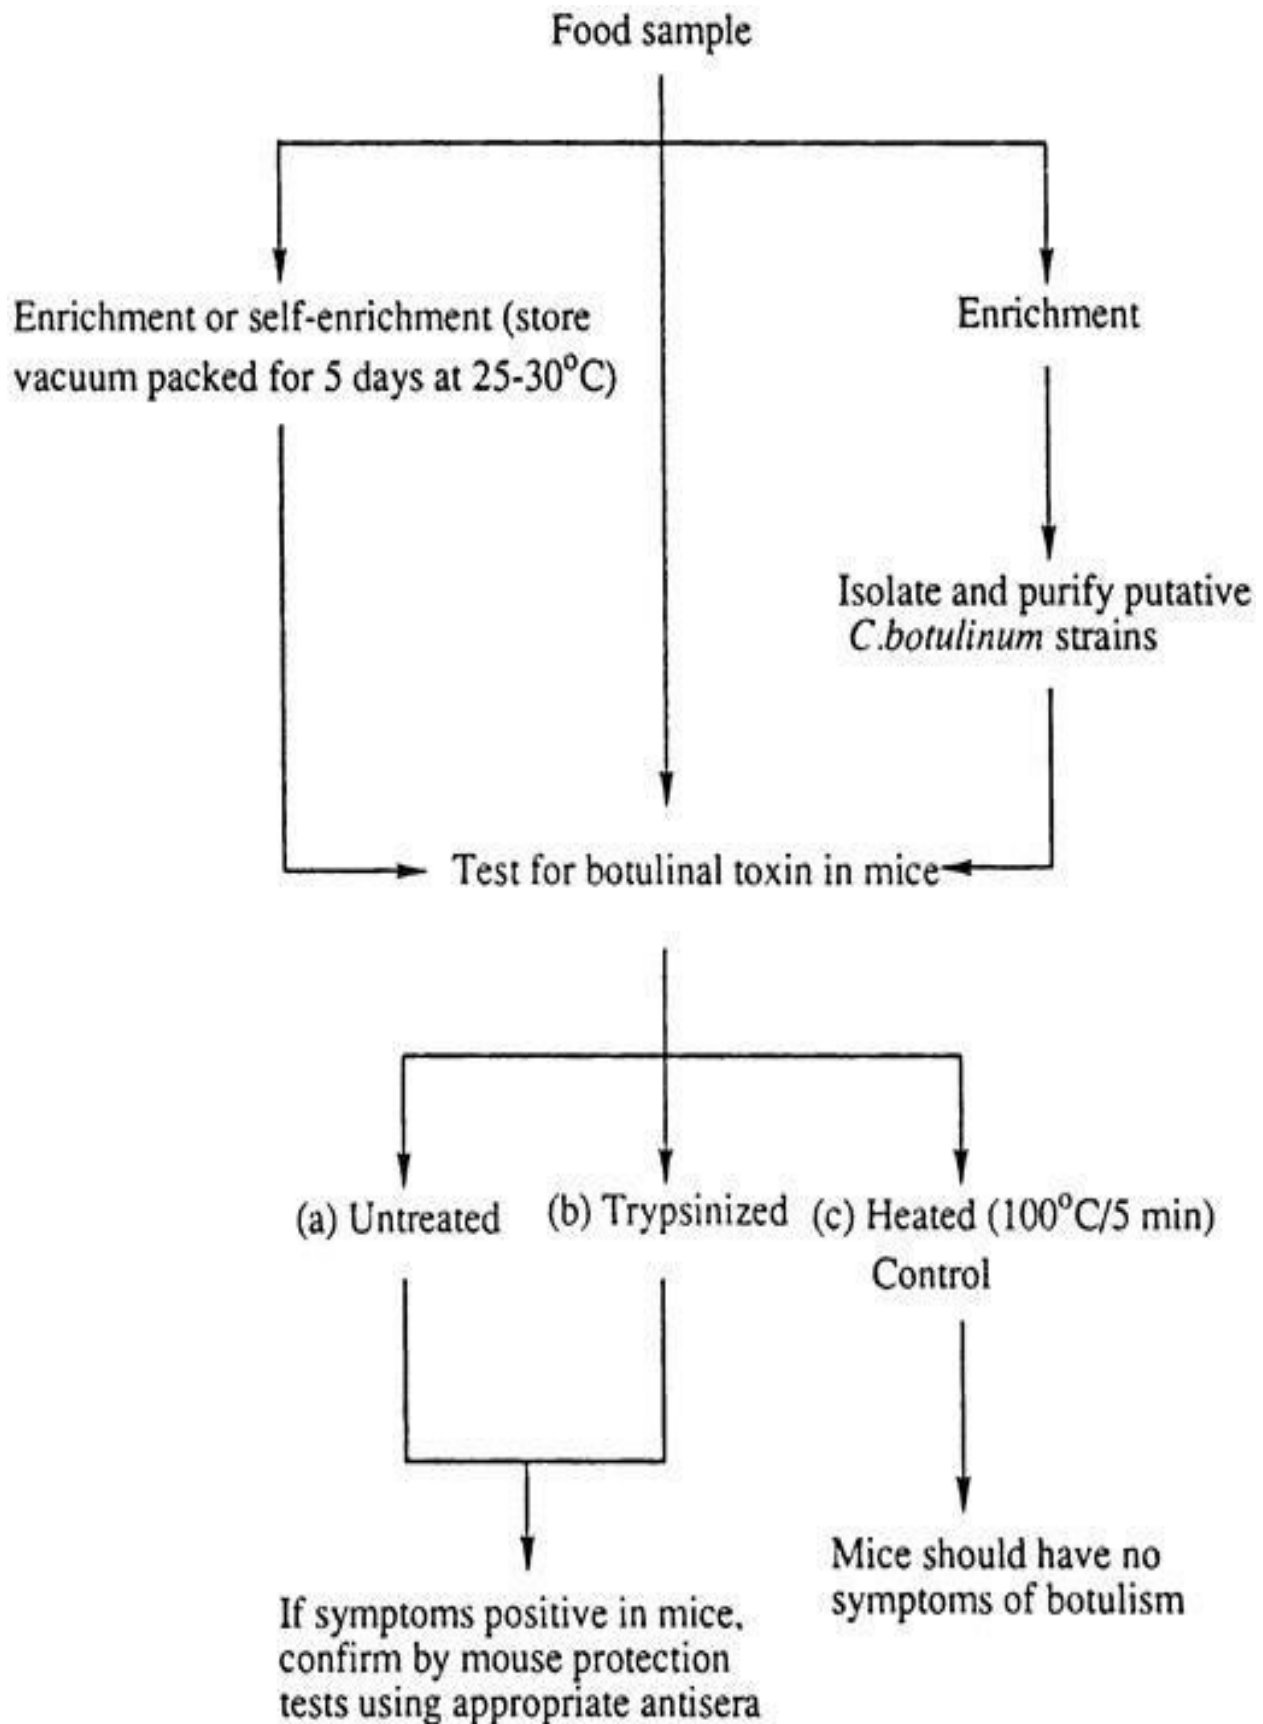 Food sample
Enrichment or self-enrichment (store
vacuum packed for 5 days at 25-30°C)
Enrichment
Isolate and purify putative
C.botulinum strains
Test for botulinal toxin in mice
(a) Untreated
(b) Trypsinized
(c) Heated (100°C/5 min)
Control
If symptoms positive in mice,
confirm by mouse protection
tests using appropriate antisera
Mice should have no
symptoms of botulism